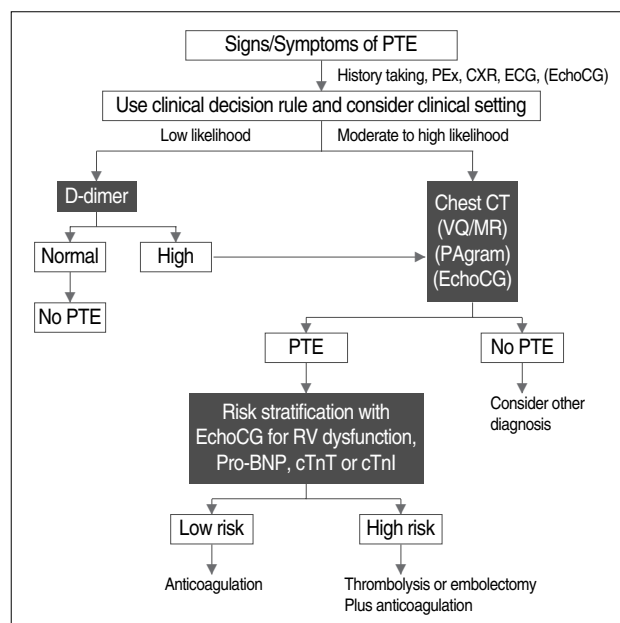 Signs/Symptoms of PTE
History taking, PEx, CXR, ECG, (EchoCG)
Use clinical decision rule and consider clinical setting
Low likelihood
Moderate to high likelihood
D-dimer
Chest CT
(VQ/MR)
(PAgram)
(EchoCG)
Normal
High
No PTE
PTE
No PTE
Consider other
diagnosis
Risk stratification with
EchoCG for RV dysfunction,
Pro-BNP, cTnT or cTnI
Low risk
High risk
Anticoagulation
Thrombolysis or embolectomy
Plus anticoagulation